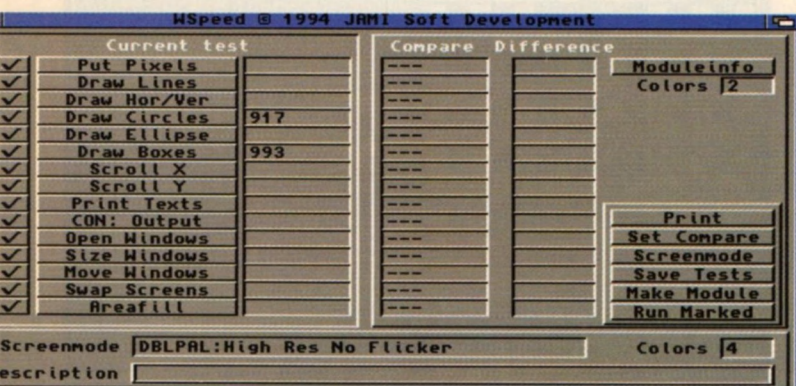 WSpeed © 1994 JAMI Soft Development
Current test
Compare Difference
Put Pixels ---
Draw Lines ---
Draw Hor/Ver ---
Draw Circles 917 ---
Draw Ellipse ---
Draw Boxes 993 ---
Scroll X ---
Scroll Y ---
Print Texts ---
CON: Output ---
Open Windows ---
Size Windows ---
Move Windows ---
Swap Screens ---
Areafill ---
Moduleinfo
Colors 2
Print
Set Compare
Screenmode
Save Tests
Make Module
Run Marked
Screenmode DBLPAL:High Res No Flicker Colors 4
escription